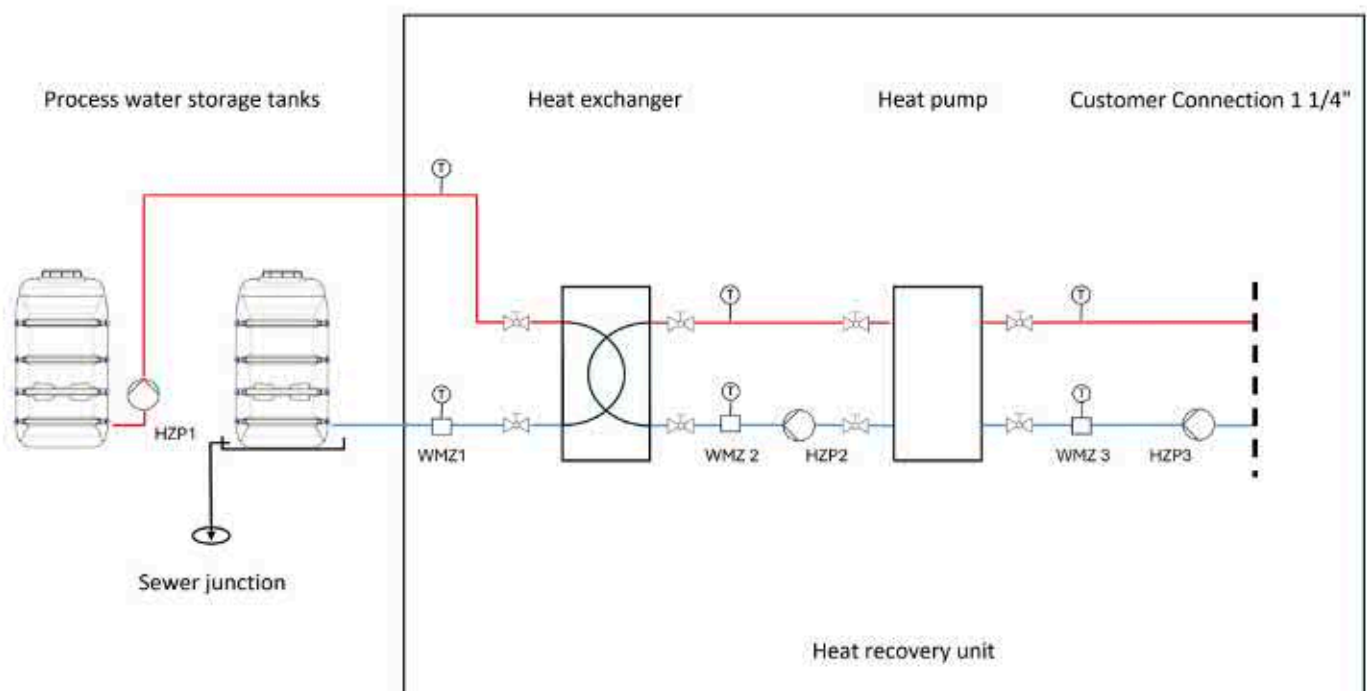 Process water storage tanks
Heat exchanger
Heat pump
Customer Connection 1 1/4"
T
T
T
HZP1
T
T
T
WMZ1
WMZ 2
HZP2
WMZ 3
HZP3
Sewer junction
Heat recovery unit